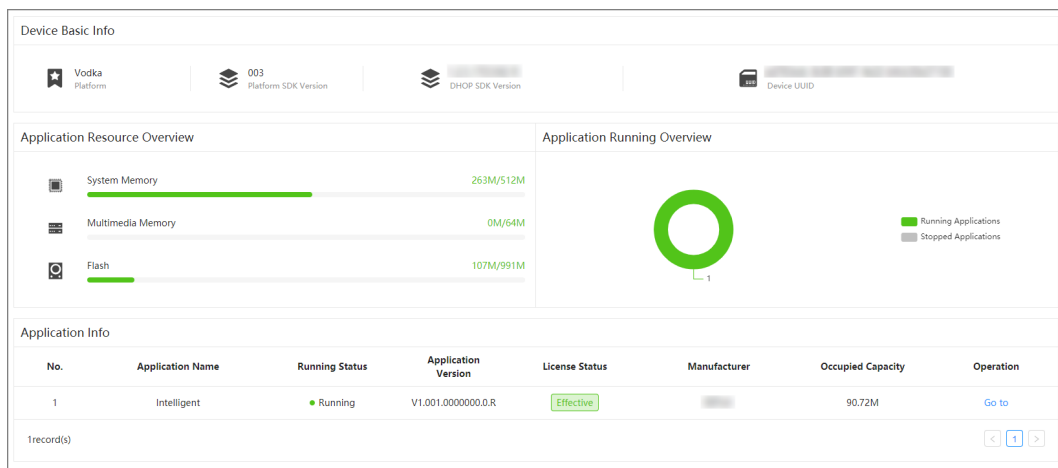 Device Basic Info
Vodka
Platform
003
Platform SDK Version
DHOP SDK Version
UUID
Device UUID
Application Resource Overview
System Memory 263M/512M
Multimedia Memory 0M/64M
Flash 107M/991M
Application Running Overview
1
Running Applications
Stopped Applications
Application Info
No. Application Name Running Status Application Version License Status Manufacturer Occupied Capacity Operation
1 Intelligent Running V1.001.0000000.0.R Effective 90.72M Go to
1record(s) < 1 >